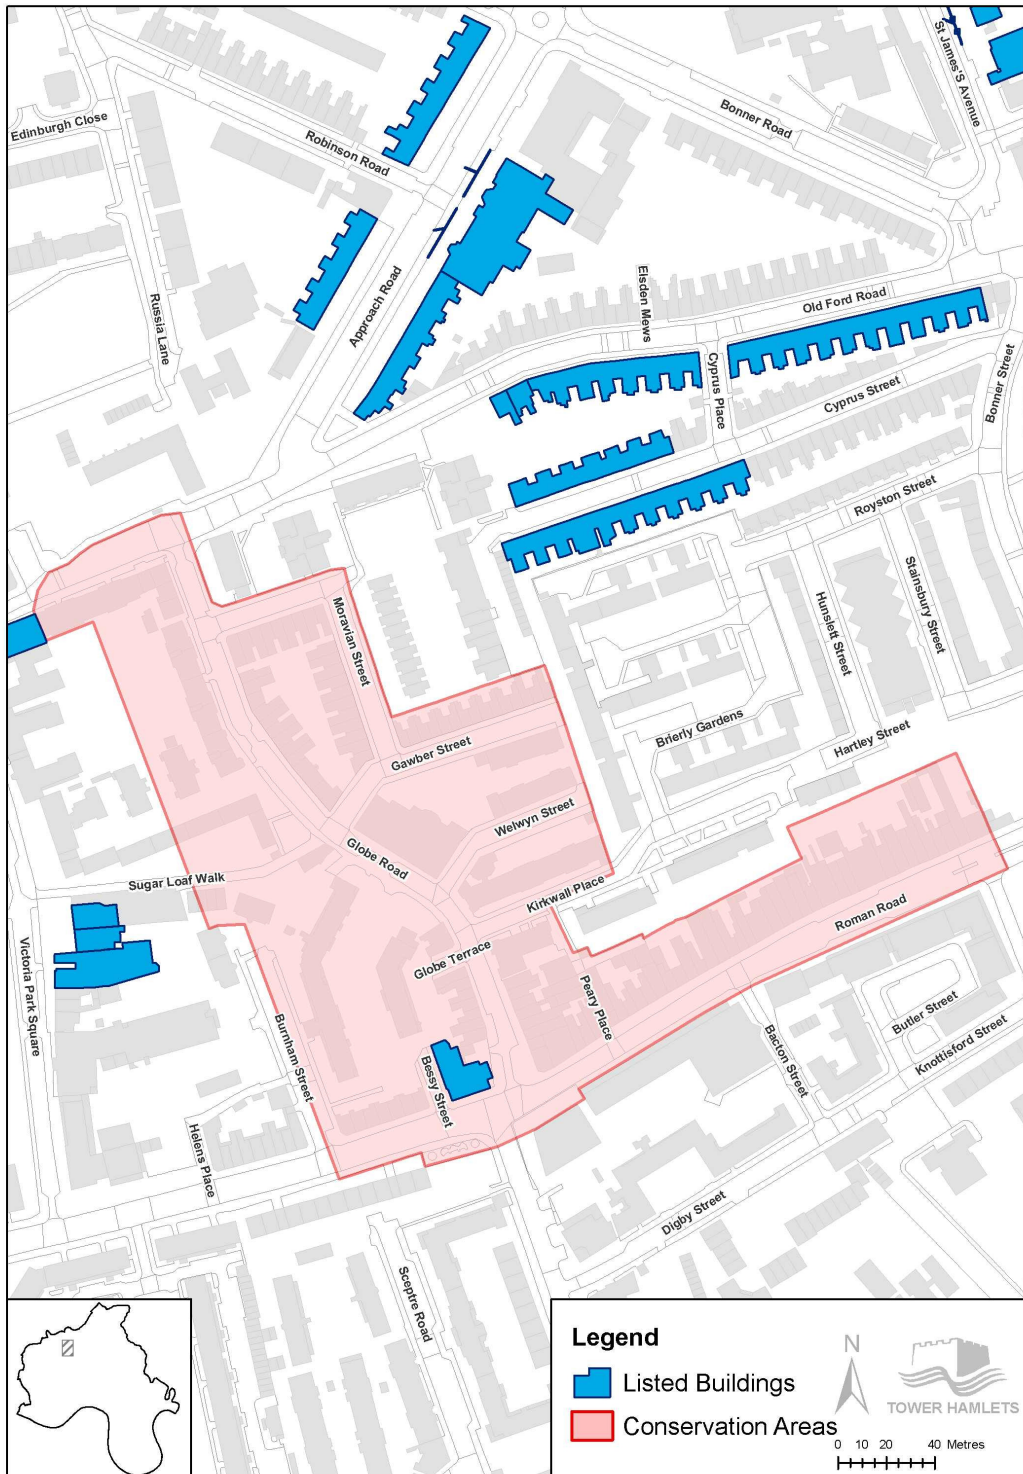 St James'S Avenue
Edinburgh Close
Robinson Road
Bonner Road
Russia Lane
Approach Road
Elsden Mews
Old Ford Road
Cyprus Place
Cyprus Street
Bonner Street
Royston Street
Stainsbury Street
Hunslett Street
Moravian Street
Brierly Gardens
Hartley Street
Gawber Street
Welwyn Street
Globe Road
Sugar Loaf Walk
Kirkwall Place
Roman Road
Globe Terrace
Victoria Park Square
Peary Place
Burnham Street
Bessy Street
Bacton Street
Butler Street
Knottisford Street
Helens Place
Digby Street
Sceptre Road
Legend
Listed Buildings
Conservation Areas
N
TOWER HAMLETS
0 10 20 40 Metres